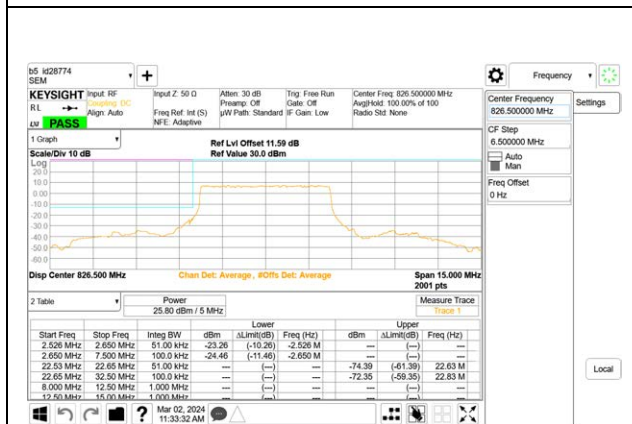 b5 id28774
SEM
Frequency
KEYSIGHT Input: RF Input Z: 50 Ω Atten: 30 dB Trig: Free Run Center Freq: 826.500000 MHz
RL Coupling: DC Preamp: Off Gate: Off Avg|Hold: 100.00% of 100
Align: Auto Freq Ref: Int (S) µW Path: Standard IF Gain: Low Radio Std: None
PASS NFE: Adaptive
Center Frequency
826.500000 MHz
Settings
CF Step
6.500000 MHz
Auto
Man
Freq Offset
0 Hz
1 Graph
Ref Lvl Offset 11.59 dB
Scale/Div 10 dB Ref Value 30.0 dBm
Log
20.0
10.0
0.00
-10.0
-20.0
-30.0
-40.0
-50.0
-60.0
Disp Center 826.500 MHz Chan Det: Average , #Offs Det: Average Span 15.000 MHz
2001 pts
2 Table
Power
25.80 dBm / 5 MHz
Measure Trace
Trace 1
Lower Upper
Start Freq Stop Freq Integ BW dBm ΔLimit(dB) Freq (Hz) dBm ΔLimit(dB) Freq (Hz)
2.526 MHz 2.650 MHz 51.00 kHz -23.26 (-10.26) -2.526 M --- (---) ---
2.650 MHz 7.500 MHz 100.0 kHz -24.46 (-11.46) -2.650 M --- (---) ---
22.53 MHz 22.65 MHz 51.00 kHz --- (---) --- -74.39 (-61.39) 22.63 M
22.65 MHz 32.50 MHz 100.0 kHz --- (---) --- -72.35 (-59.35) 22.83 M
8.000 MHz 12.50 MHz 1.000 MHz --- (---) --- --- (---) ---
12.50 MHz 15.00 MHz 1.000 MHz --- (---) --- --- (---) ---
Local
Mar 02, 2024
11:33:32 AM